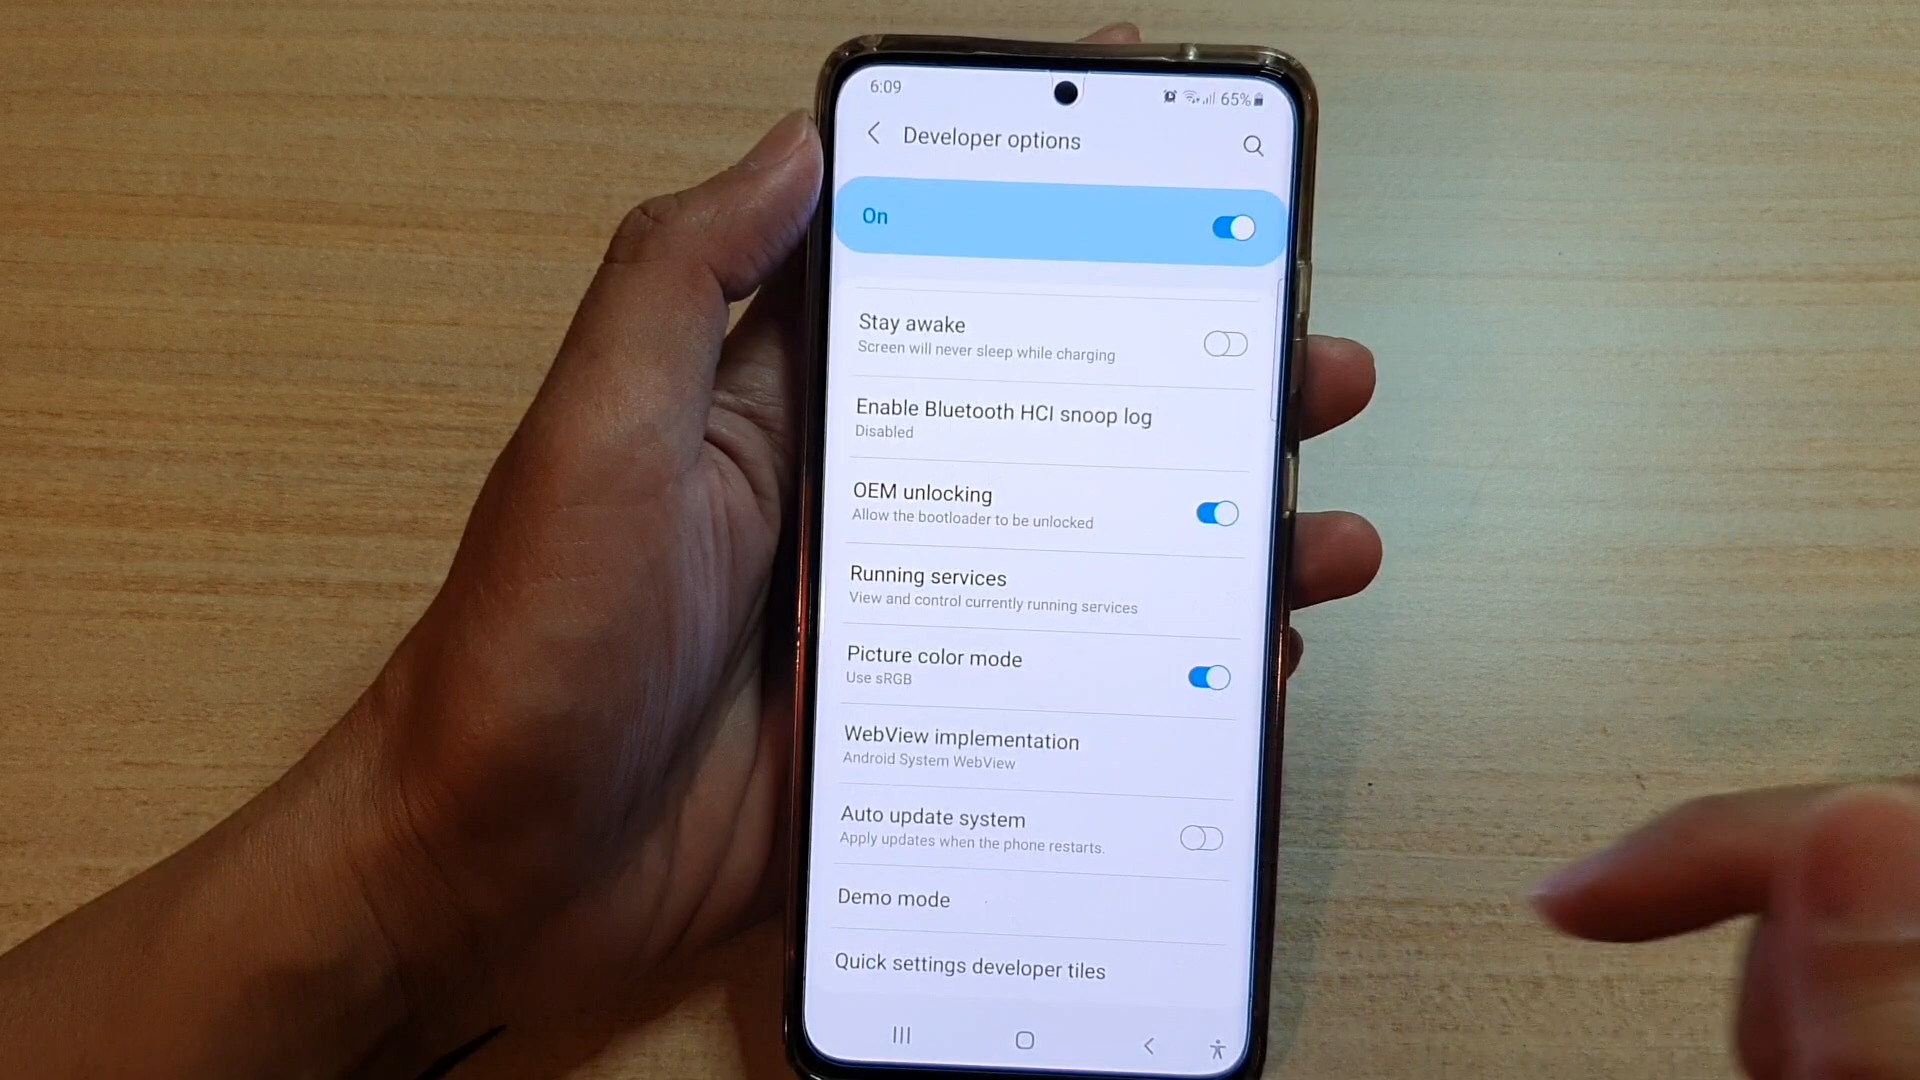 6:09
65%
Developer options
On
Stay awake
Screen will never sleep while charging
Enable Bluetooth HCI snoop log
Disabled
OEM unlocking
Allow the bootloader to be unlocked
Running services
View and control currently running services
Picture color mode
Use sRGB
WebView implementation
Android System WebView
Auto update system
Apply updates when the phone restarts.
Demo mode
Quick settings developer tiles